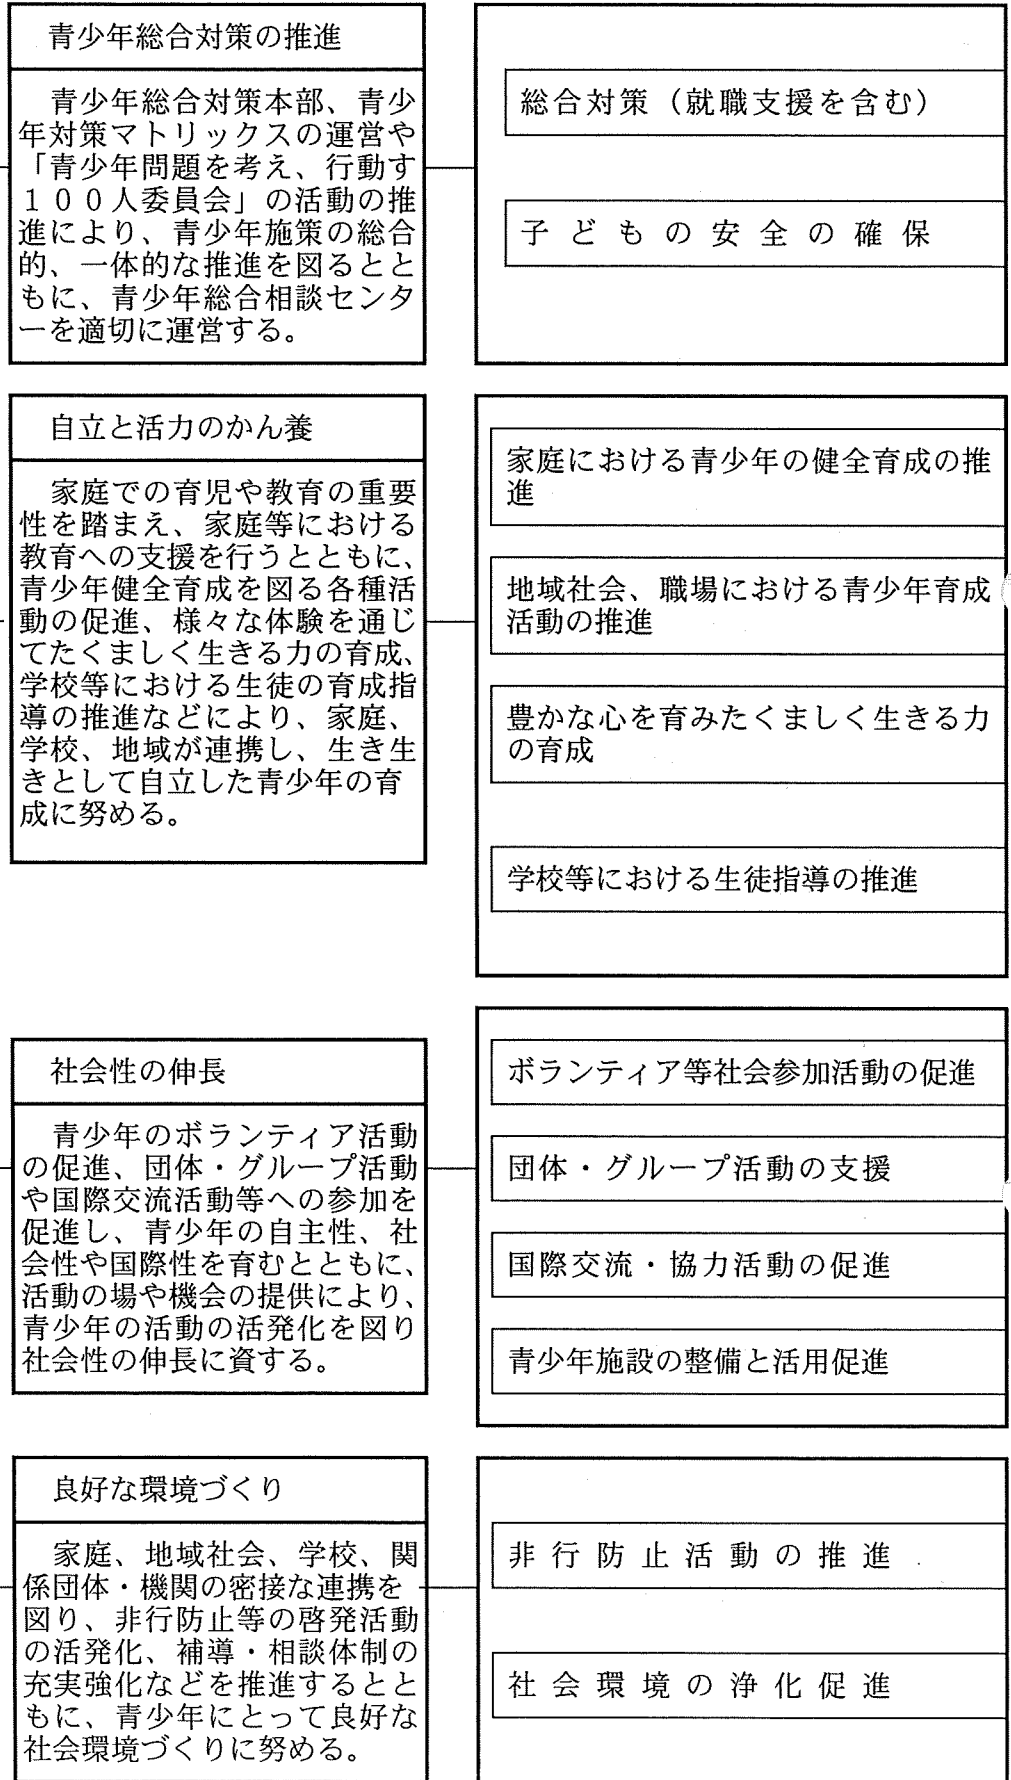 青少年総合対策の推進
青少年総合対策本部、青少
年対策マトリックスの運営や
「青少年問題を考え、行動す
100人委員会」の活動の推
進により、青少年施策の総合
的、一体的な推進を図るとと
もに、青少年総合相談センタ
ーを適切に運営する。
総合対策（就職支援を含む）
子どもの安全の確保
自立と活力のかん養
家庭での育児や教育の重要
性を踏まえ、家庭等における
教育への支援を行うとともに、
青少年健全育成を図る各種活
動の促進、様々な体験を通じ
てたくましく生きる力の育成、
学校等における生徒の育成指
導の推進などにより、家庭、
学校、地域が連携し、生き生
きとして自立した青少年の育
成に努める。
家庭における青少年の健全育成の推
進
地域社会、職場における青少年育成
活動の推進
豊かな心を育みたくましく生きる力
の育成
学校等における生徒指導の推進
社会性の伸長
青少年のボランティア活動
の促進、団体・グループ活動
や国際交流活動等への参加を
促進し、青少年の自主性、社
会性や国際性を育むとともに、
活動の場や機会の提供により、
青少年の活動の活発化を図り
社会性の伸長に資する。
ボランティア等社会参加活動の促進
団体・グループ活動の支援
国際交流・協力活動の促進
青少年施設の整備と活用促進
良好な環境づくり
家庭、地域社会、学校、関
係団体・機関の密接な連携を
図り、非行防止等の啓発活動
の活発化、補導・相談体制の
充実強化などを推進するとと
もに、青少年にとって良好な
社会環境づくりに努める。
非行防止活動の推進
社会環境の浄化促進